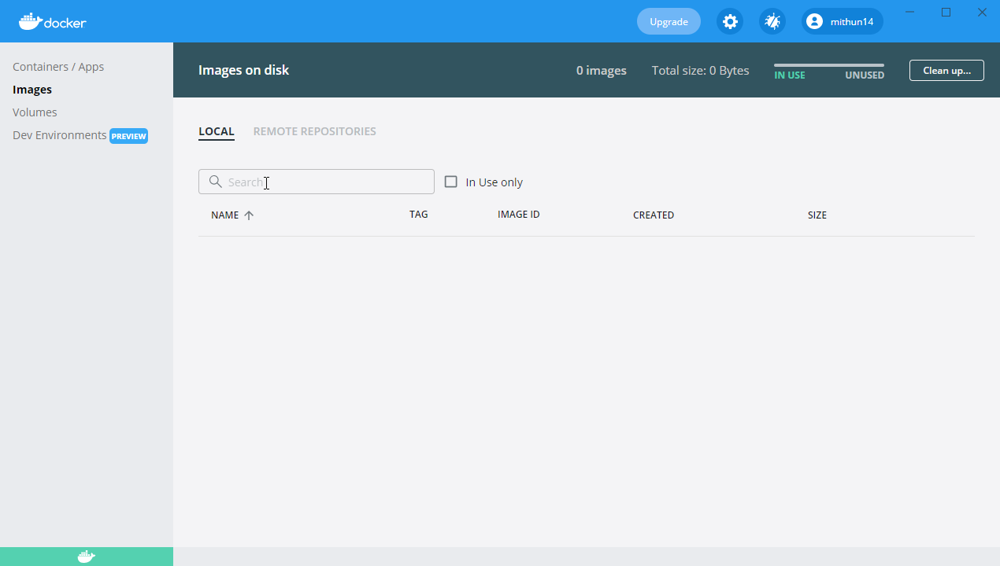 docker
Upgrade
mithun14
Containers / Apps
Images
Volumes
Dev Environments PREVIEW
Images on disk
0 images
Total size: 0 Bytes
IN USE
UNUSED
Clean up...
LOCAL
REMOTE REPOSITORIES
Search
In Use only
NAME
TAG
IMAGE ID
CREATED
SIZE